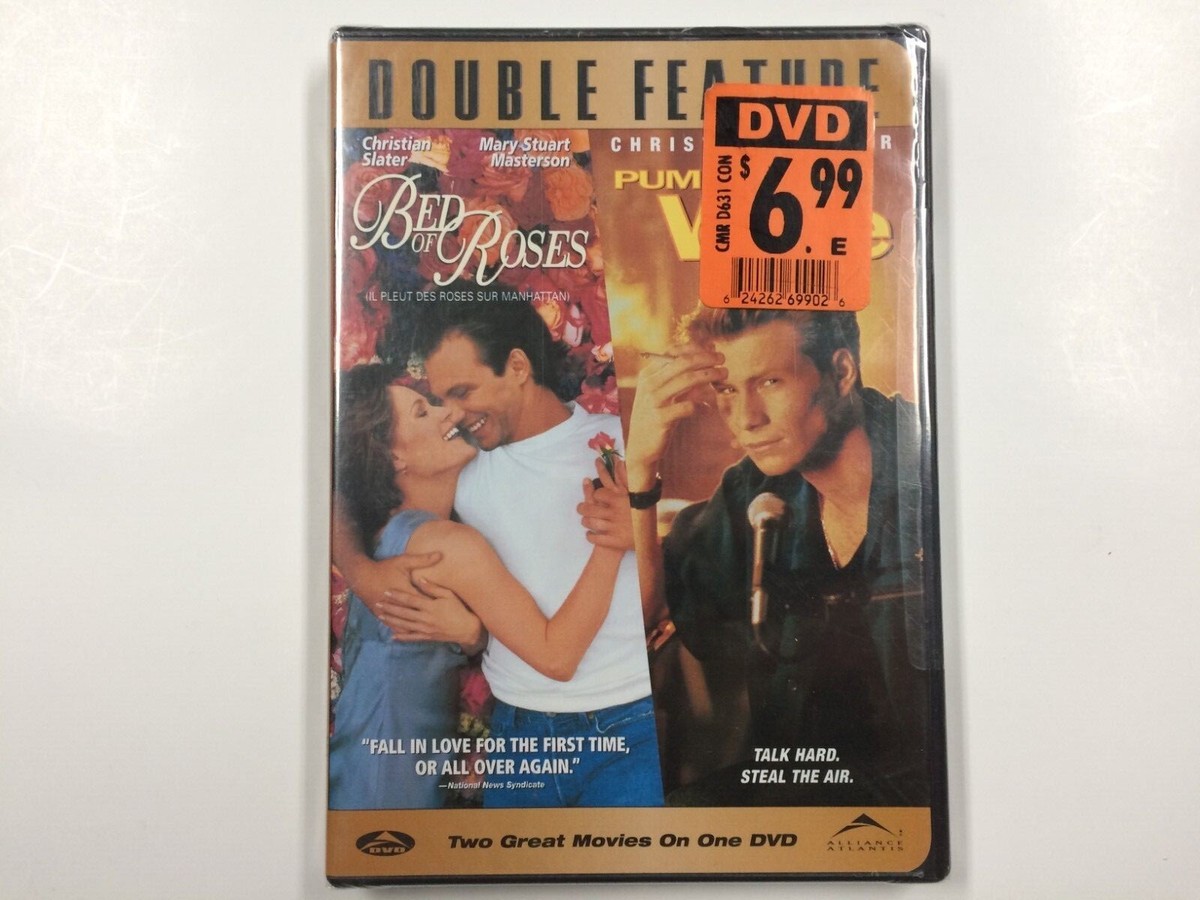 DOUBLE FEATURE
Christian
Slater
Mary Stuart
Masterson
BED
OF
ROSES
(IL PLEUT DES ROSES SUR MANHATTAN)
CHRIS
R
PUM
V
e
DVD
$6.99
E
CMR D631 CON
6 24262 69902 6
"FALL IN LOVE FOR THE FIRST TIME,
OR ALL OVER AGAIN."
—National News Syndicate
TALK HARD.
STEAL THE AIR.
DVD
Two Great Movies On One DVD
ALLIANCE
ATLANTIS